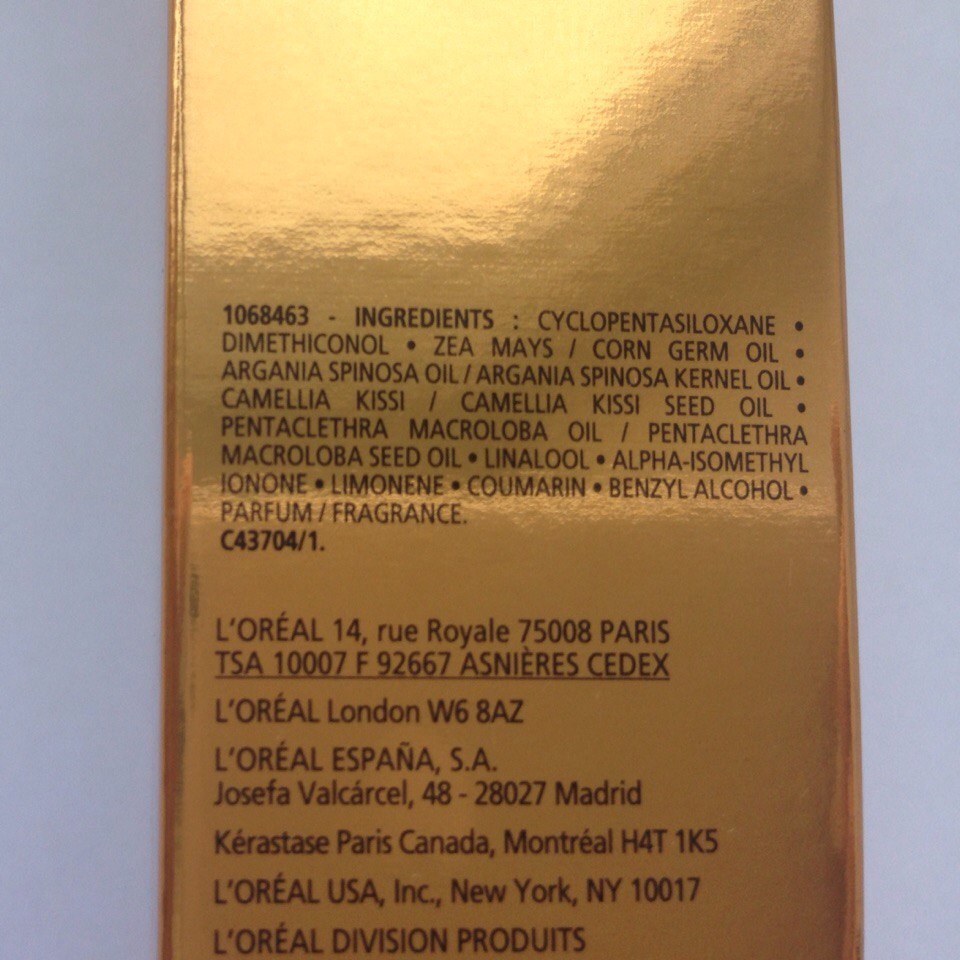 1068463 - INGREDIENTS : CYCLOPENTASILOXANE •
DIMETHICONOL • ZEA MAYS / CORN GERM OIL •
ARGANIA SPINOSA OIL / ARGANIA SPINOSA KERNEL OIL •
CAMELLIA KISSI / CAMELLIA KISSI SEED OIL •
PENTACLETHRA MACROLOBA OIL / PENTACLETHRA
MACROLOBA SEED OIL • LINALOOL • ALPHA-ISOMETHYL
IONONE • LIMONENE • COUMARIN • BENZYL ALCOHOL •
PARFUM / FRAGRANCE.
C43704/1.
L'ORÉAL 14, rue Royale 75008 PARIS
TSA 10007 F 92667 ASNIÈRES CEDEX
L'ORÉAL London W6 8AZ
L'ORÉAL ESPAÑA, S.A.
Josefa Valcárcel, 48 - 28027 Madrid
Kérastase Paris Canada, Montréal H4T 1K5
L'ORÉAL USA, Inc., New York, NY 10017
L'ORÉAL DIVISION PRODUITS